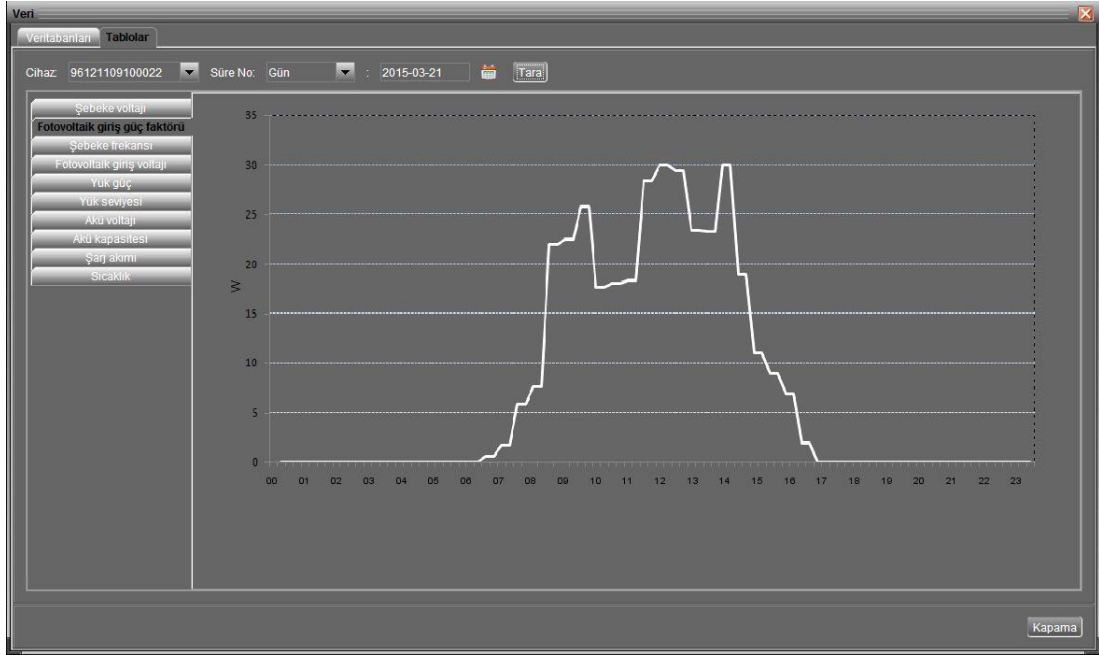 Veri
Veritabanları Tablolar
Cihaz: 96121109100022 Süre No: Gün : 2015-03-21 Tara
Şebeke voltajı
Fotovoltaik giriş güç faktörü
Şebeke frekansı
Fotovoltaik giriş voltajı
Yük güç
Yük seviyesi
Akü voltajı
Akü kapasitesi
Şarj akımı
Sıcaklık
35
30
25
20
W
15
10
5
0
00 01 02 03 04 05 06 07 08 09 10 11 12 13 14 15 16 17 18 19 20 21 22 23
Kapama